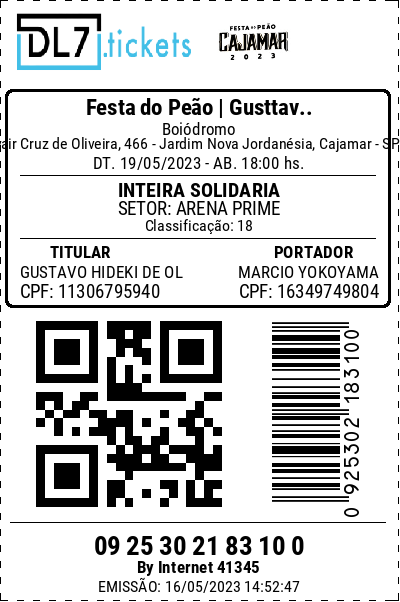 DL7.tickets
FESTA DO PEÃO
CAJAMAR
2023
Festa do Peão | Gusttav..
Boiódromo
air Cruz de Oliveira, 466 - Jardim Nova Jordanésia, Cajamar - SP,
DT. 19/05/2023 - AB. 18:00 hs.
INTEIRA SOLIDARIA
SETOR: ARENA PRIME
Classificação: 18
TITULAR PORTADOR
GUSTAVO HIDEKI DE OL MARCIO YOKOYAMA
CPF: 11306795940 CPF: 16349749804
0 925302 183100
09 25 30 21 83 10 0
By Internet 41345
EMISSÃO: 16/05/2023 14:52:47